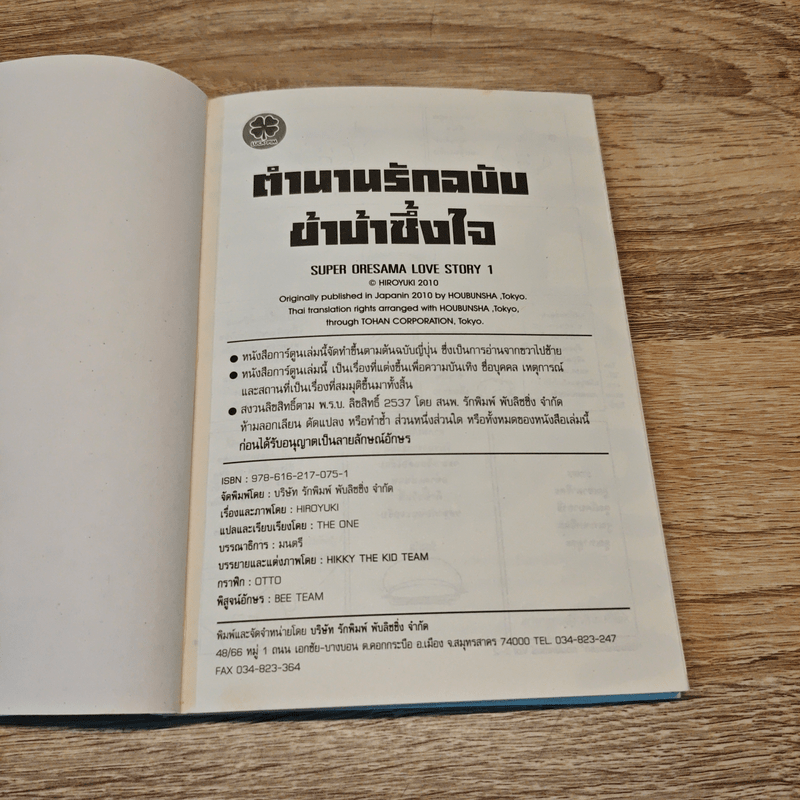 LUCKPIM
ตำนานรักฉบับ
ข้าบ้าซึ้งใจ
SUPER ORESAMA LOVE STORY 1
© HIROYUKI 2010
Originally published in Japanin 2010 by HOUBUNSHA ,Tokyo.
Thai translation rights arranged with HOUBUNSHA ,Tokyo,
through TOHAN CORPORATION, Tokyo.
● หนังสือการ์ตูนเล่มนี้จัดทำขึ้นตามต้นฉบับญี่ปุ่น ซึ่งเป็นการอ่านจากขวาไปซ้าย
● หนังสือการ์ตูนเล่มนี้ เป็นเรื่องที่แต่งขึ้นเพื่อความบันเทิง ชื่อบุคคล เหตุการณ์
และสถานที่เป็นเรื่องที่สมมุติขึ้นมาทั้งสิ้น
● สงวนลิขสิทธิ์ตาม พ.ร.บ. ลิขสิทธิ์ 2537 โดย สนพ. รักพิมพ์ พับลิชชิ่ง จำกัด
ห้ามลอกเลียน ดัดแปลง หรือทำซ้ำ ส่วนหนึ่งส่วนใด หรือทั้งหมดของหนังสือเล่มนี้
ก่อนได้รับอนุญาตเป็นลายลักษณ์อักษร
ISBN : 978-616-217-075-1
จัดพิมพ์โดย : บริษัท รักพิมพ์ พับลิชชิ่ง จำกัด
เรื่องและภาพโดย : HIROYUKI
แปลและเรียบเรียงโดย : THE ONE
บรรณาธิการ : มนตรี
บรรยายและแต่งภาพโดย : HIKKY THE KID TEAM
กราฟิก : OTTO
พิสูจน์อักษร : BEE TEAM
พิมพ์และจัดจำหน่ายโดย บริษัท รักพิมพ์ พับลิชชิ่ง จำกัด
48/66 หมู่ 1 ถนน เอกชัย-บางบอน ต.คอกกระบือ อ.เมือง จ.สมุทรสาคร 74000 TEL. 034-823-247
FAX 034-823-364